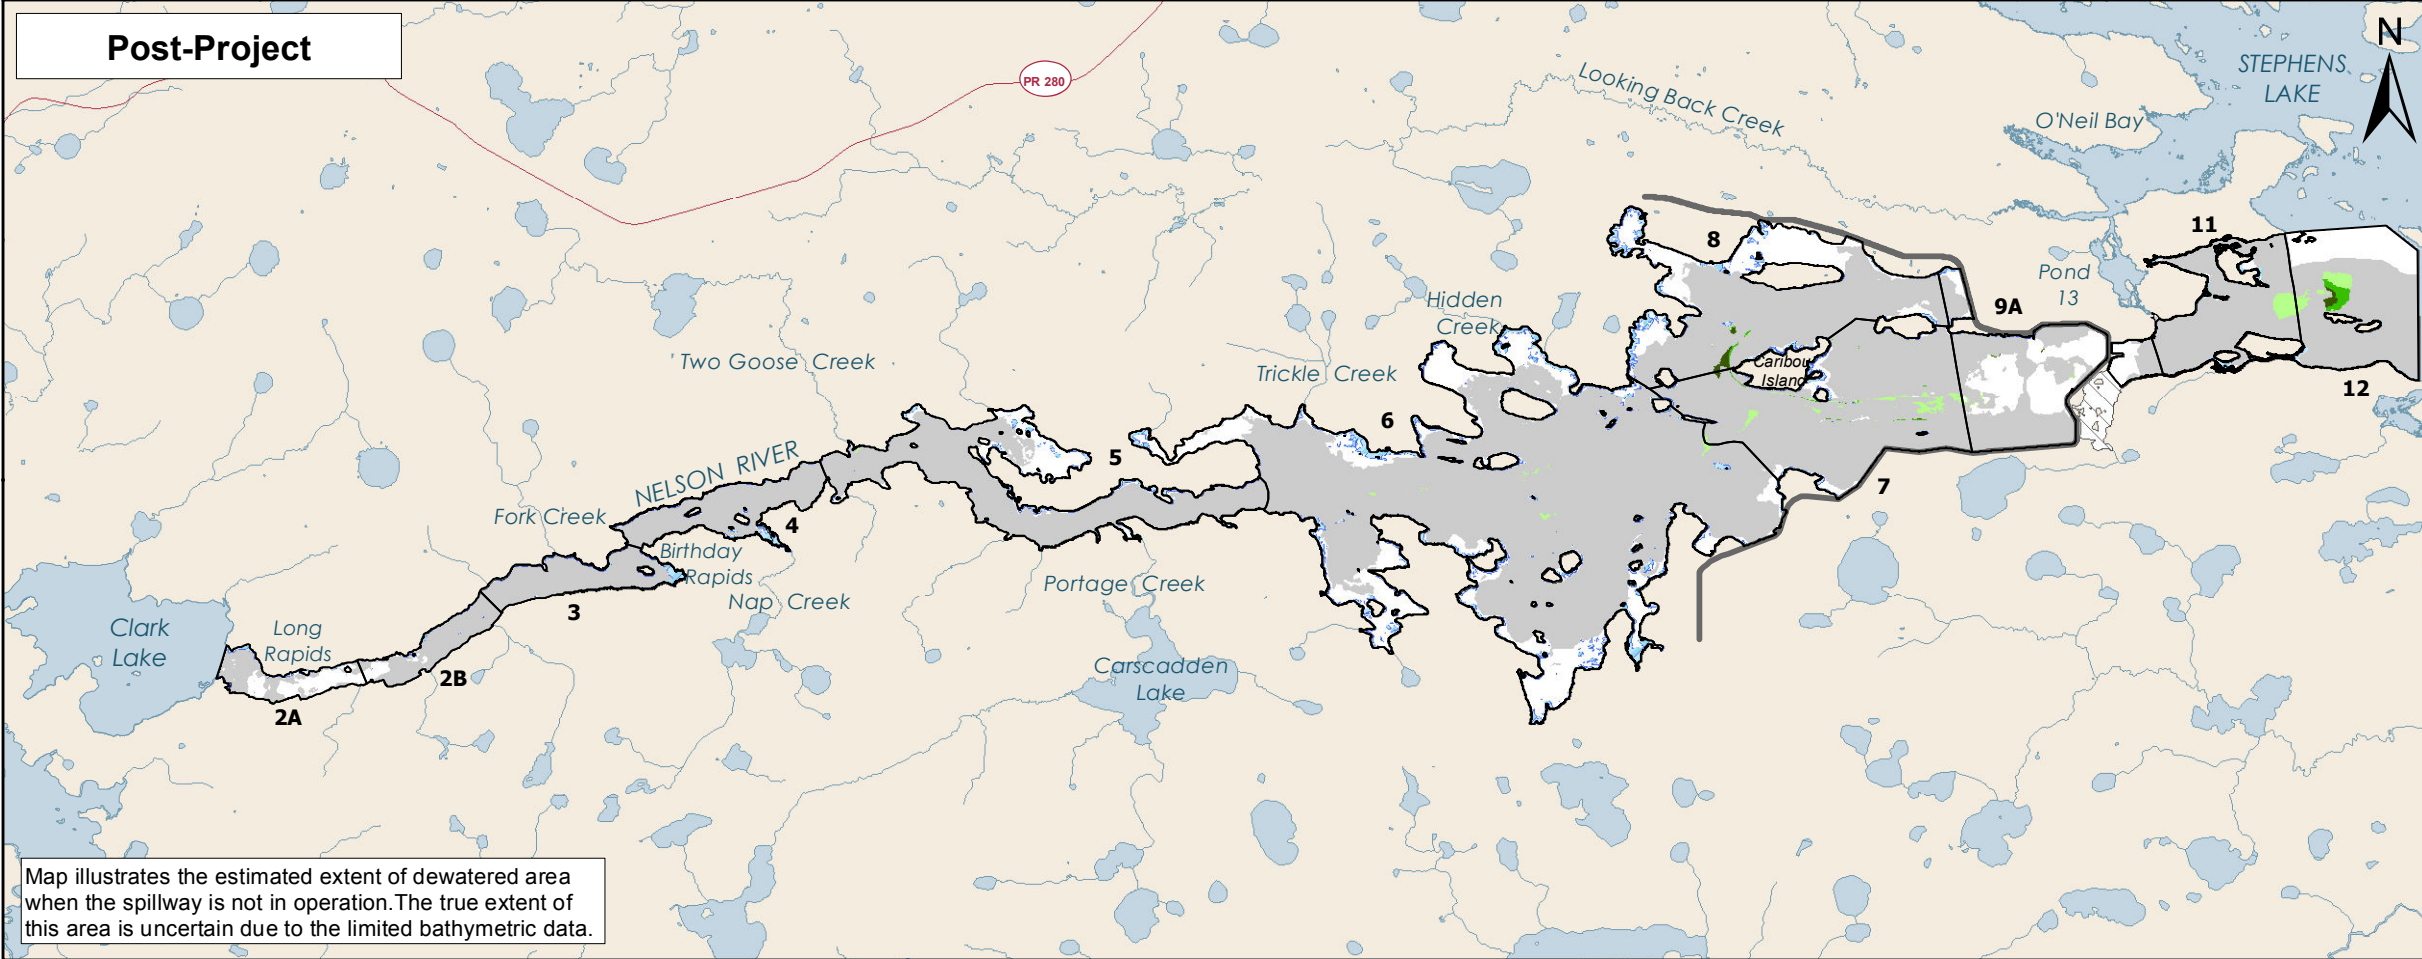 Post-Project
N
PR 280
Looking Back Creek
STEPHENS
LAKE
O'Neil Bay
11
8
Pond
13
9A
Hidden
Creek
12
Two Goose Creek
Trickle Creek
Caribou
Island
6
5
NELSON RIVER
7
Fork Creek
4
Birthday
Rapids
Portage Creek
Nap Creek
3
Clark
Lake
Long
Rapids
Carscadden
Lake
2B
2A
Map illustrates the estimated extent of dewatered area
when the spillway is not in operation.The true extent of
this area is uncertain due to the limited bathymetric data.